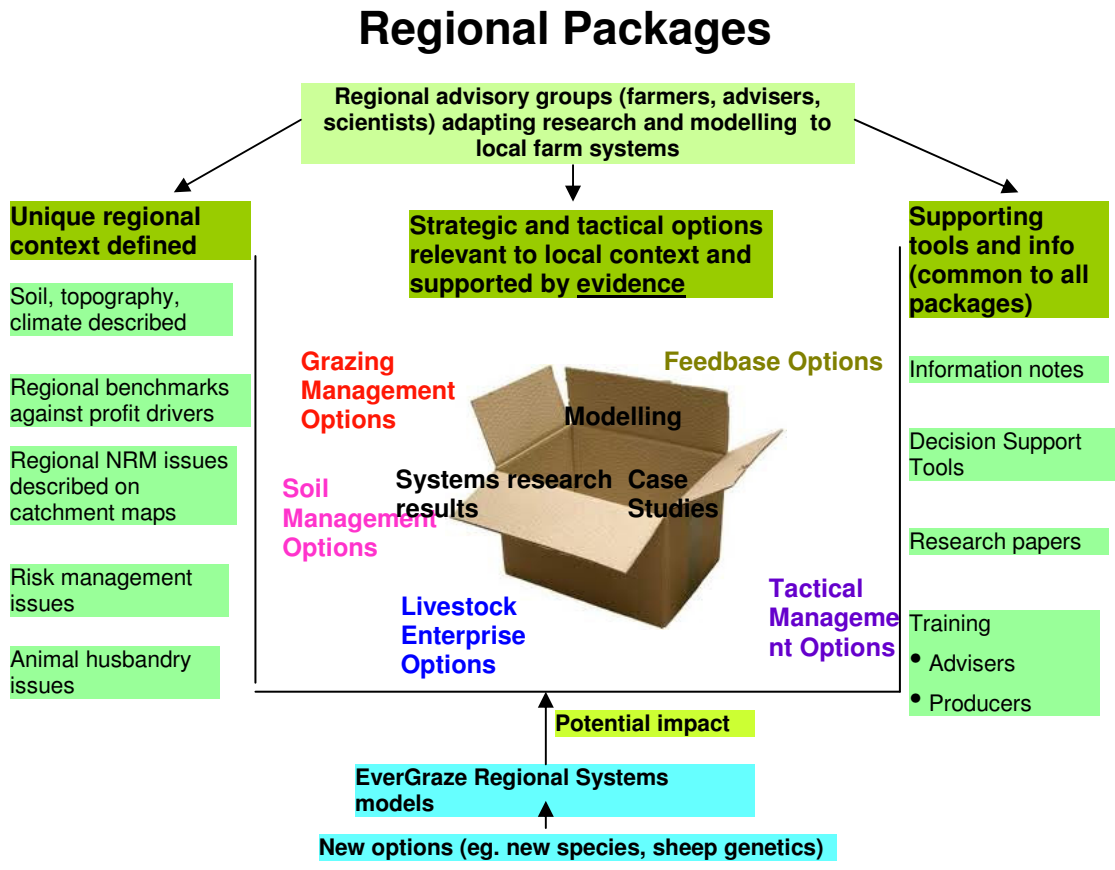 Regional Packages
Regional advisory groups (farmers, advisers,
scientists) adapting research and modelling to
local farm systems
Unique regional
context defined
Soil, topography,
climate described
Regional benchmarks
against profit drivers
Regional NRM issues
described on
catchment maps
Risk management
issues
Animal husbandry
issues
Strategic and tactical options
relevant to local context and
supported by evidence
Grazing
Management
Options
Feedbase Options
Modelling
Systems research
results
Case
Studies
Soil
Management
Options
Livestock
Enterprise
Options
Tactical
Manageme
nt Options
Supporting
tools and info
(common to all
packages)
Information notes
Decision Support
Tools
Research papers
Training
• Advisers
• Producers
Potential impact
EverGraze Regional Systems
models
New options (eg. new species, sheep genetics)